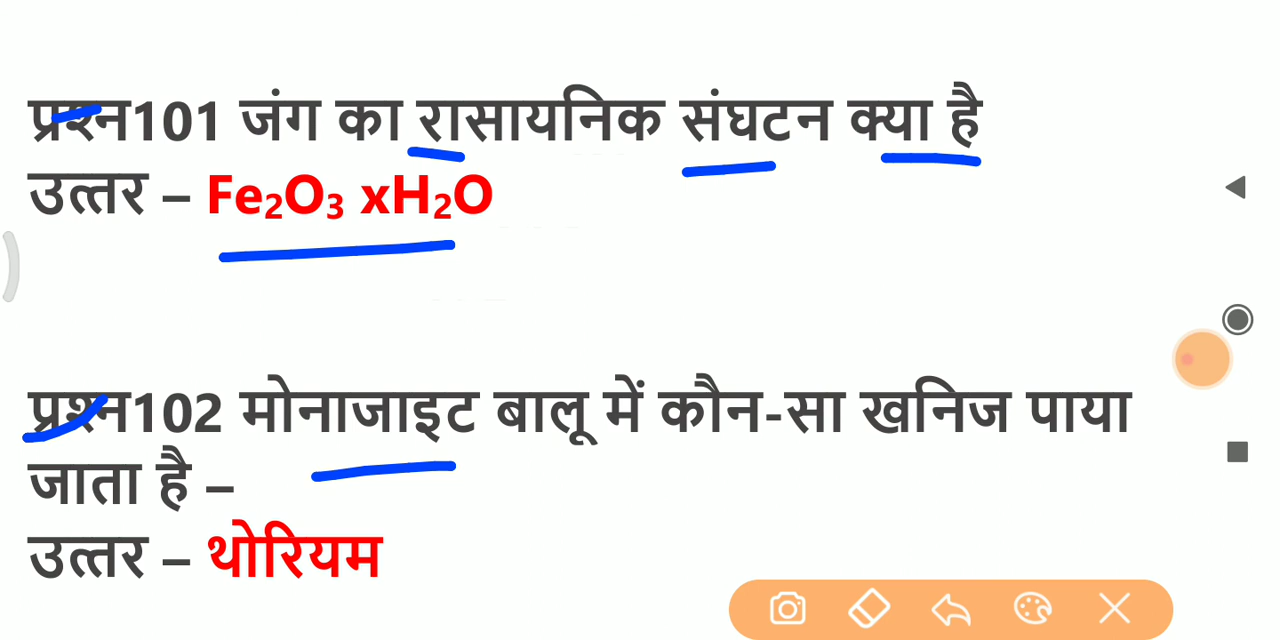 प्रश्न101 जंग का रासायनिक संघटन क्या है
उत्तर – Fe₂O₃ xH₂O
प्रश्न102 मोनाजाइट बालू में कौन-सा खनिज पाया
जाता है –
उत्तर – थोरियम